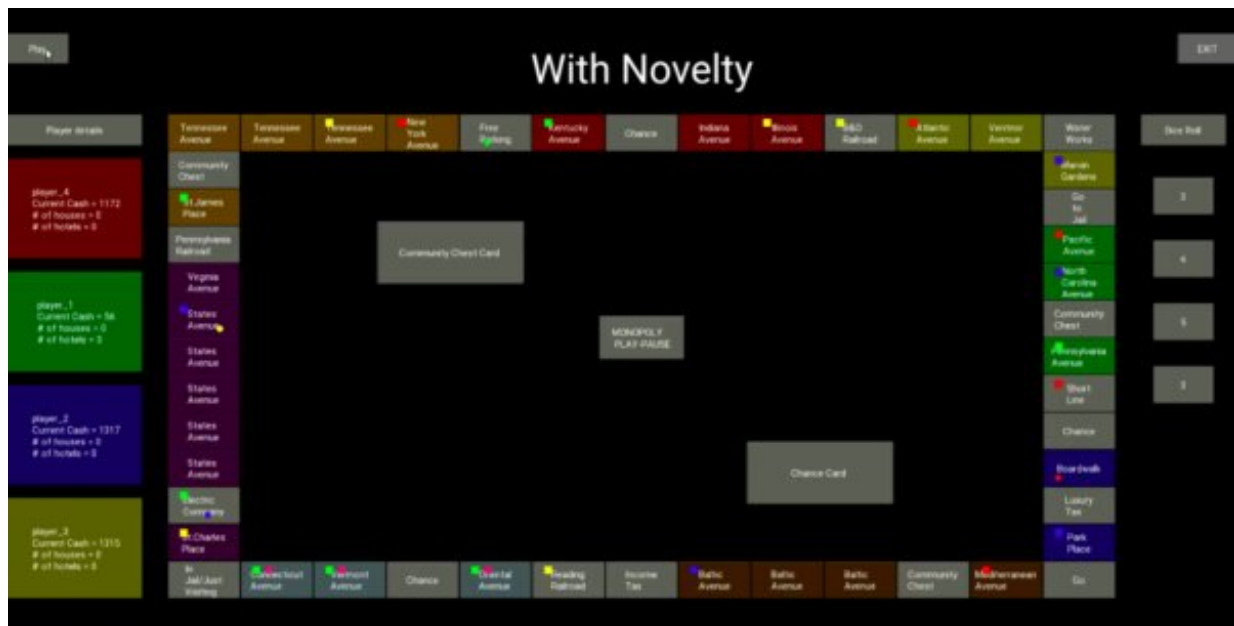 Play
With Novelty
EXIT
Player details
Dice Roll
Tennessee
Avenue
Tennessee
Avenue
Tennessee
Avenue
New
York
Avenue
Free
Parking
Kentucky
Avenue
Chance
Indiana
Avenue
Illinois
Avenue
B&O
Railroad
Atlantic
Avenue
Ventnor
Avenue
Water
Works
player_4
Current Cash = 1172
# of houses = 0
# of hotels = 0
player_1
Current Cash = 56
# of houses = 0
# of hotels = 0
player_2
Current Cash = 1317
# of houses = 0
# of hotels = 0
player_3
Current Cash = 1315
# of houses = 0
# of hotels = 0
Community
Chest
St.James
Place
Pennsylvania
Railroad
Virginia
Avenue
States
Avenue
States
Avenue
States
Avenue
States
Avenue
States
Avenue
Electric
Company
St.Charles
Place
Community Chest Card
MONOPOLY
PLAY-PAUSE
Chance Card
Marvin
Gardens
Go
to
Jail
Pacific
Avenue
North
Carolina
Avenue
Community
Chest
Pennsylvania
Avenue
Short
Line
Chance
Boardwalk
Luxury
Tax
Park
Place
In
Jail/Just
Visiting
Connecticut
Avenue
Vermont
Avenue
Chance
Oriental
Avenue
Reading
Railroad
Income
Tax
Baltic
Avenue
Baltic
Avenue
Baltic
Avenue
Community
Chest
Mediterranean
Avenue
Go